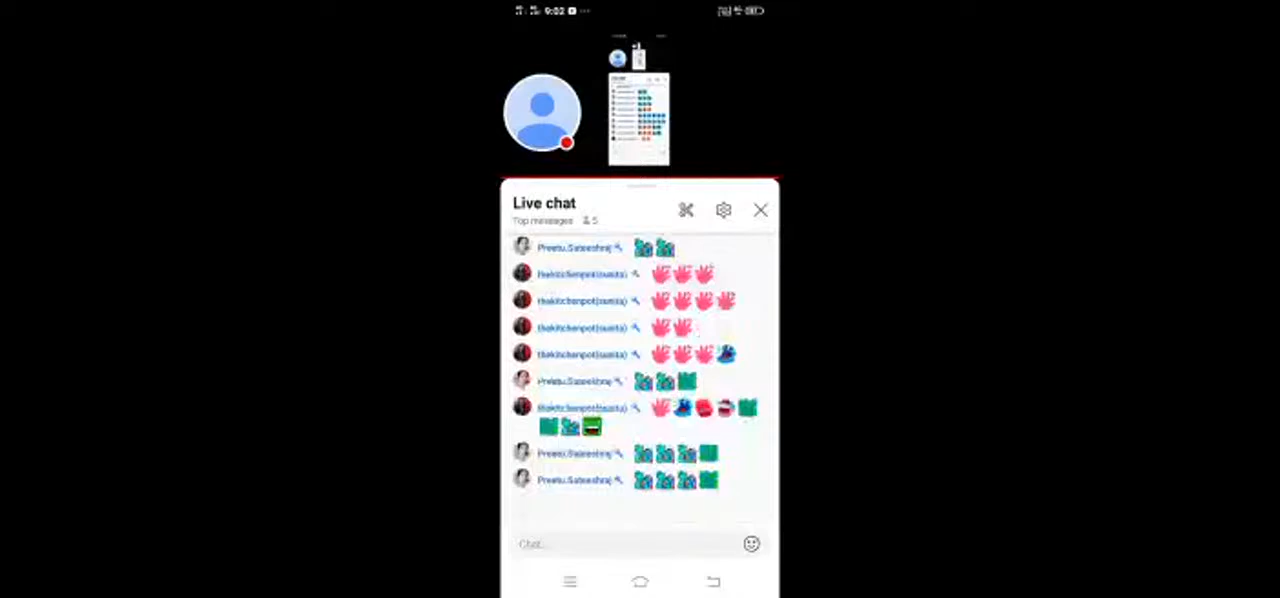 9:02
Live chat
Top messages 5
Preetu.Sateeshraj
thekitchenpot(sunita)
thekitchenpot(sunita)
thekitchenpot(sunita)
thekitchenpot(sunita)
Preetu.Sateeshraj
thekitchenpot(sunita)
Preetu.Sateeshraj
Preetu.Sateeshraj
Chat...